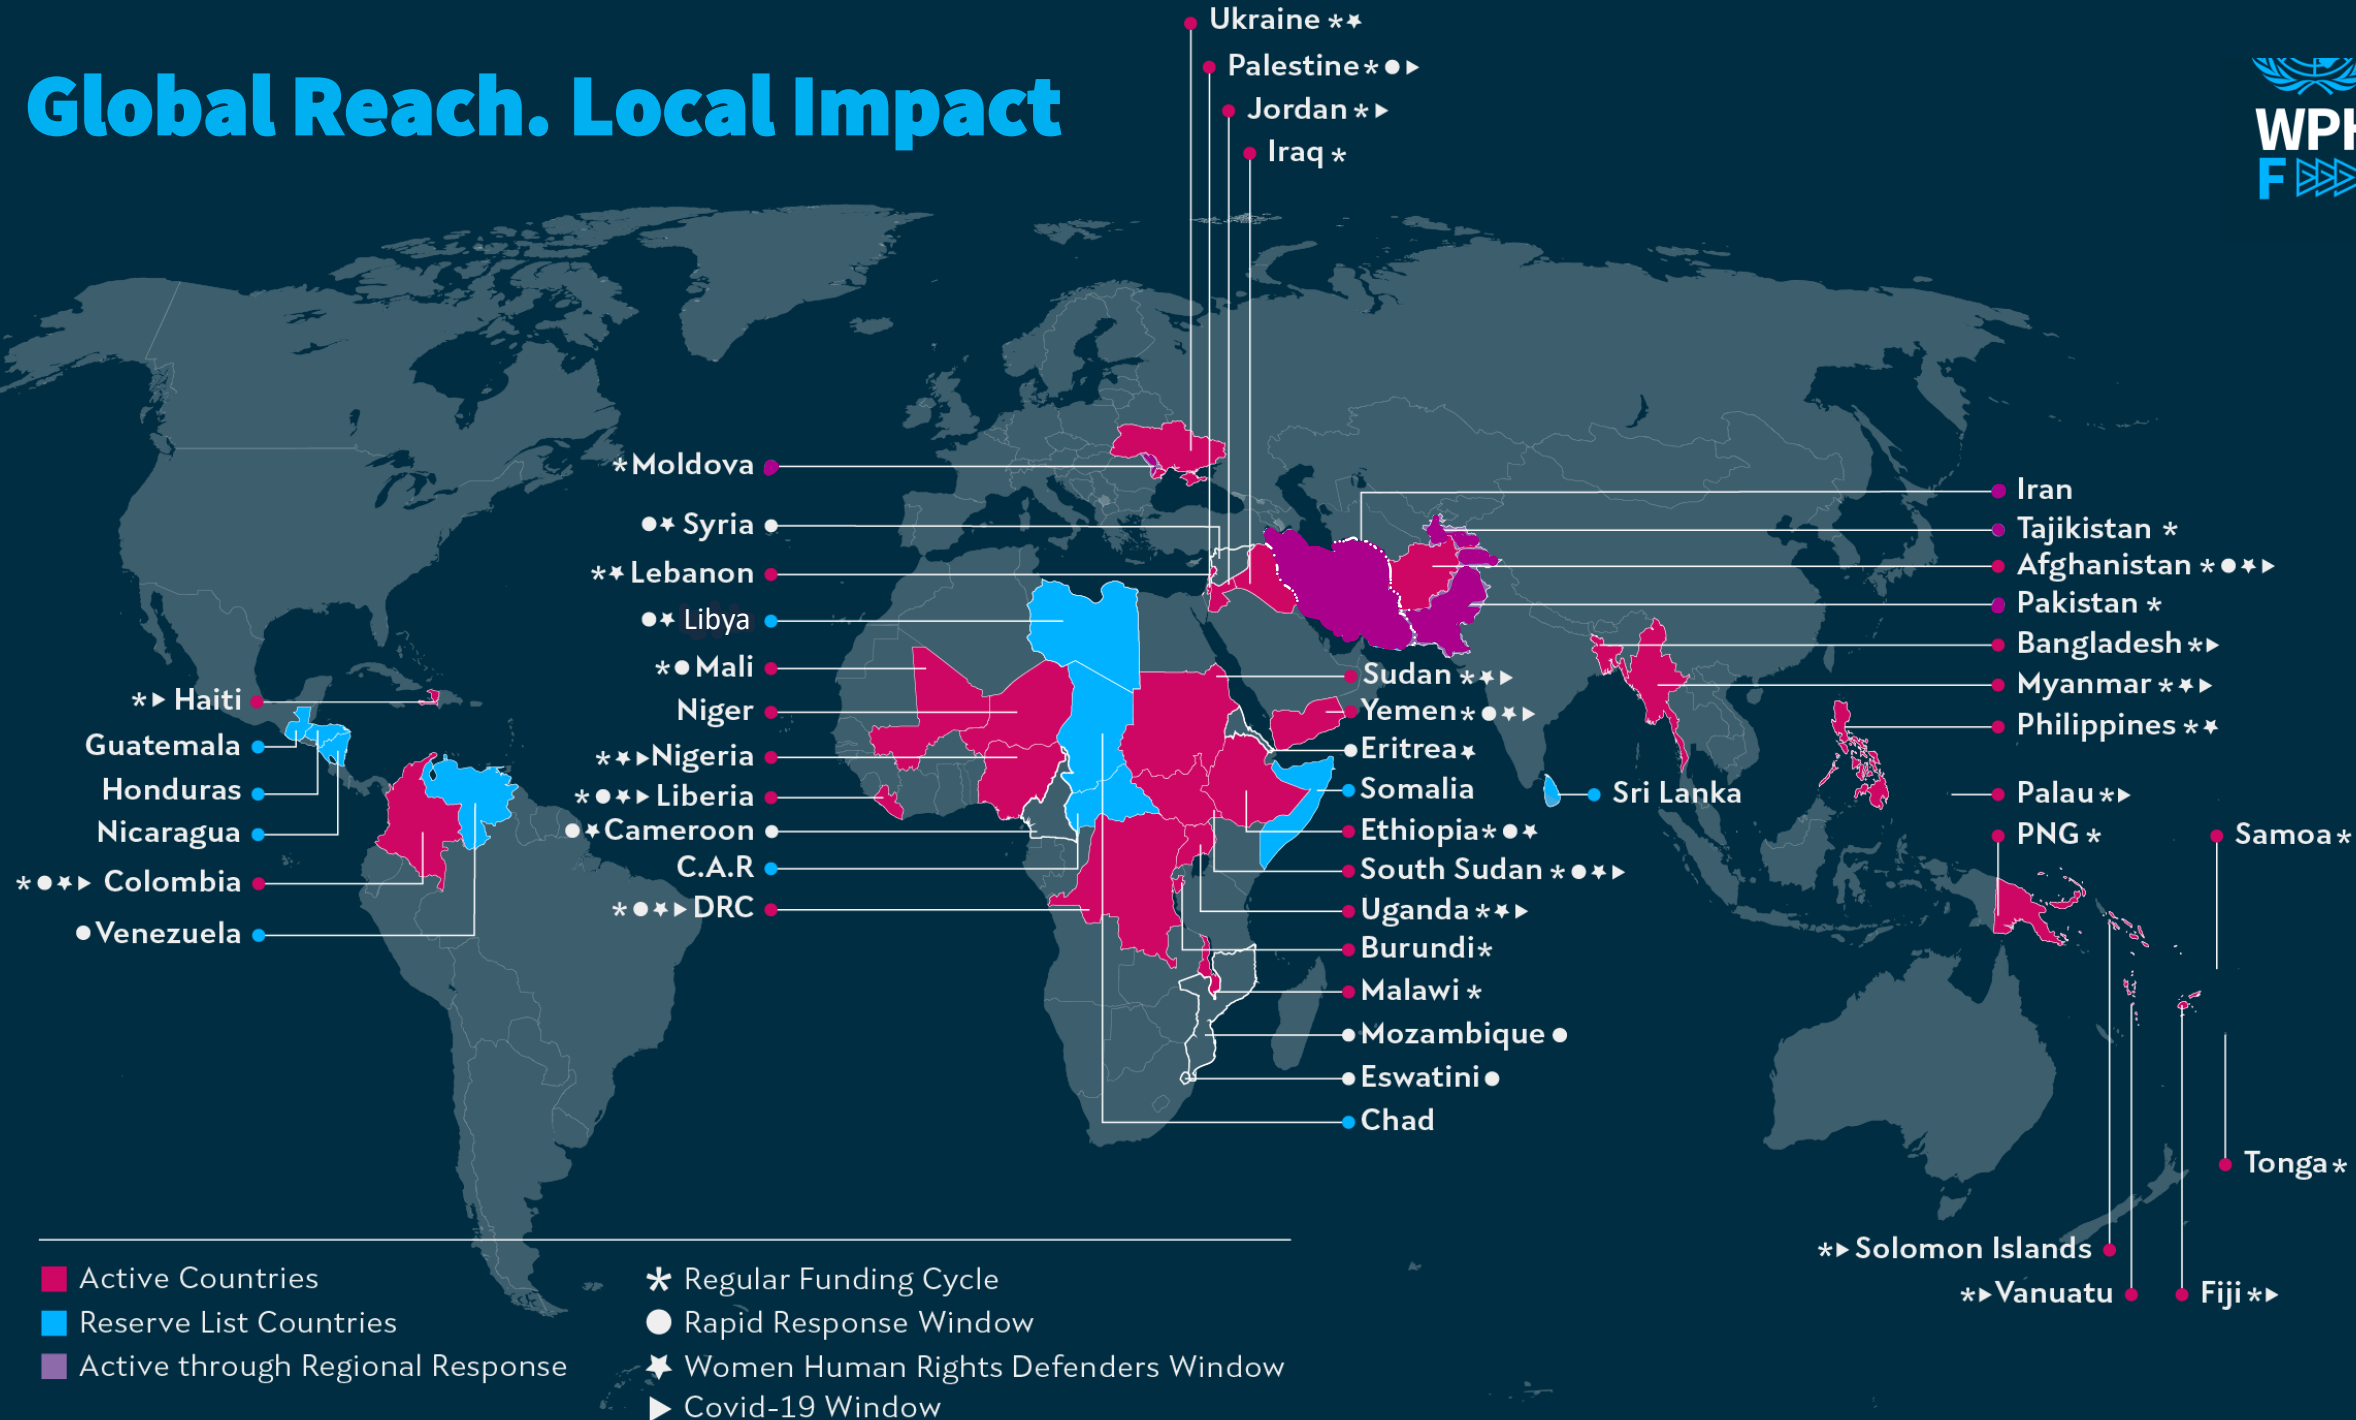 Global Reach. Local Impact
WPH
F
Ukraine *★
Palestine*●▶
Jordan *▶
Iraq *
*Moldova
●★ Syria
*★Lebanon
●★ Libya
*●Mali
Niger
*★▶Nigeria
*●★▶ Liberia
●★Cameroon
C.A.R
*●★▶DRC
*▶ Haiti
Guatemala
Honduras
Nicaragua
*●★▶ Colombia
●Venezuela
Sudan *★▶
Yemen*●★▶
Eritrea★
Somalia
Ethiopia*●★
South Sudan *●★▶
Uganda*★▶
Burundi*
Malawi *
Mozambique ●
Eswatini●
Chad
Iran
Tajikistan *
Afghanistan *●★▶
Pakistan *
Bangladesh*▶
Myanmar*★▶
Philippines *★
Sri Lanka
Palau*▶
PNG *
Samoa*
Tonga*
*▶Solomon Islands
*▶Vanuatu
Fiji*▶
Active Countries
Reserve List Countries
Active through Regional Response
* Regular Funding Cycle
● Rapid Response Window
★ Women Human Rights Defenders Window
▶ Covid-19 Window